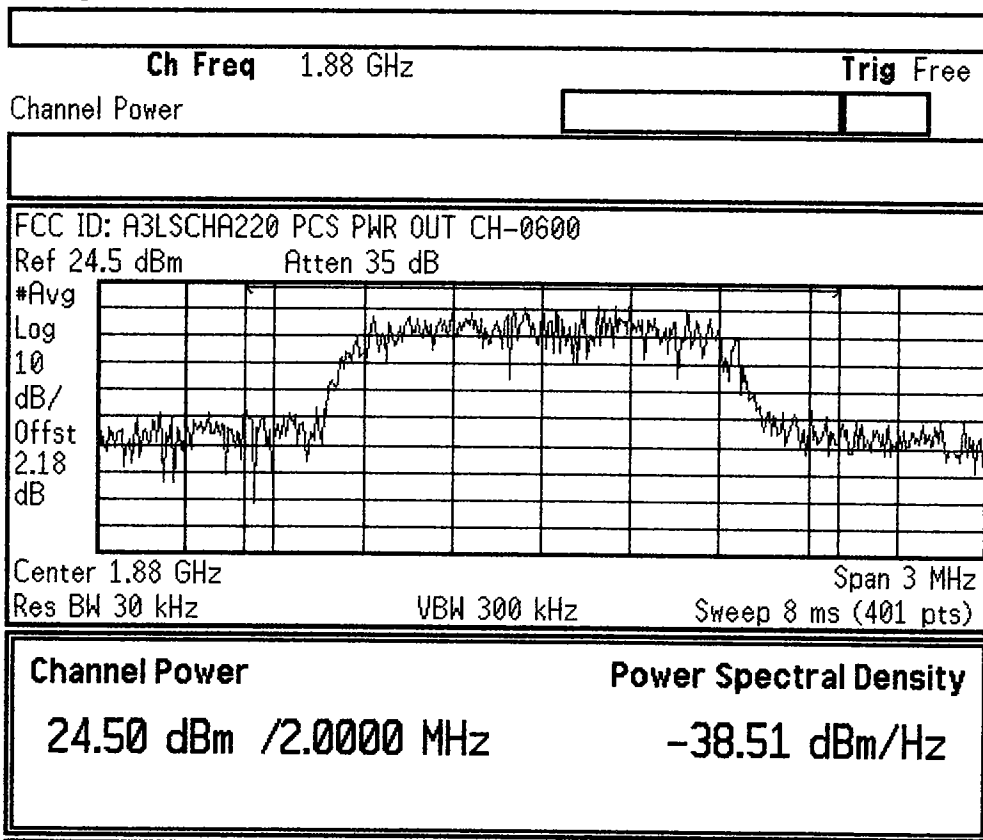 Ch Freq 1.88 GHz Trig Free
Channel Power
FCC ID: A3LSCHA220 PCS PWR OUT CH-0600
Ref 24.5 dBm Atten 35 dB
#Avg
Log
10
dB/
Offst
2.18
dB
Center 1.88 GHz Span 3 MHz
Res BW 30 kHz VBW 300 kHz Sweep 8 ms (401 pts)
Channel Power Power Spectral Density
24.50 dBm /2.0000 MHz -38.51 dBm/Hz